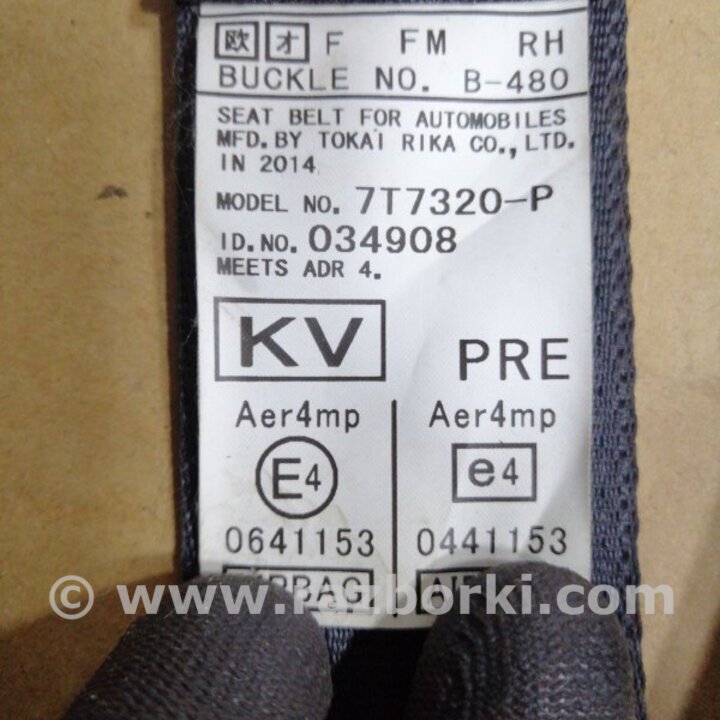 欧 オ F FM RH
BUCKLE NO. B-480
SEAT BELT FOR AUTOMOBILES
MFD. BY TOKAI RIKA CO., LTD.
IN 2014
MODEL NO. 7T7320-P
ID. NO. 034908
MEETS ADR 4.
KV PRE
Aer4mp Aer4mp
E4 e4
0641153 0441153
© www.razborki.com